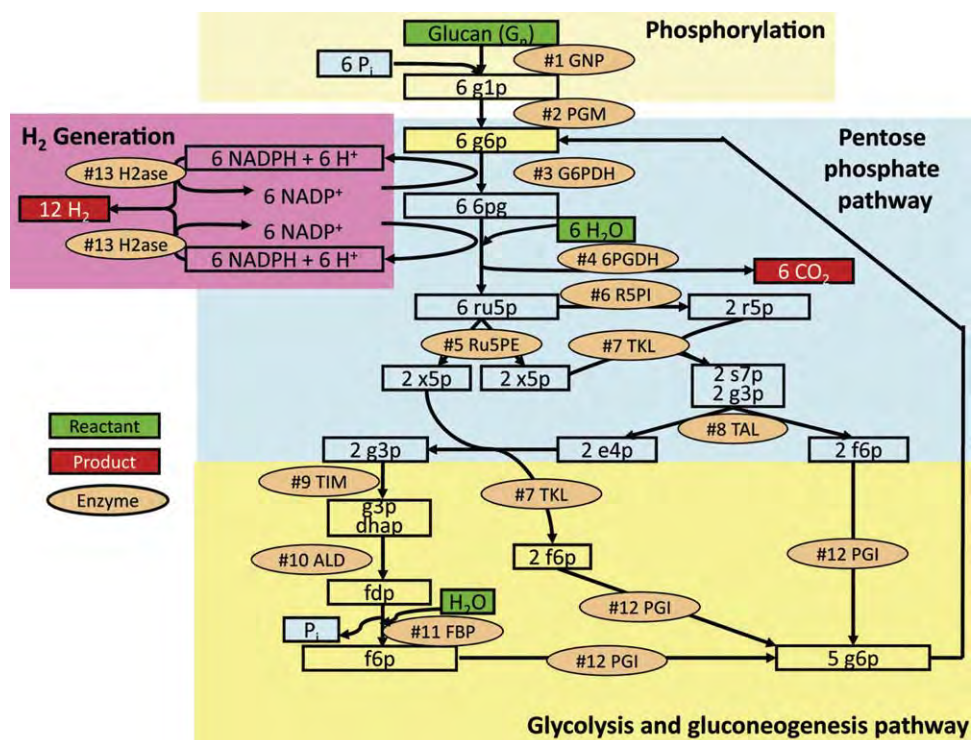 Glucan (Gn)
Phosphorylation
#1 GNP
6 Pi
6 g1p
#2 PGM
H2 Generation
6 g6p
Pentose
phosphate
pathway
6 NADPH + 6 H+
#13 H2ase
#3 G6PDH
6 NADP+
12 H2
6 6pg
6 NADP+
6 H2O
#13 H2ase
#4 6PGDH
6 NADPH + 6 H+
6 CO2
#6 R5PI
6 ru5p
2 r5p
#5 Ru5PE
#7 TKL
2 x5p
2 x5p
2 s7p
2 g3p
Reactant
#8 TAL
2 g3p
2 e4p
2 f6p
Product
#9 TIM
#7 TKL
Enzyme
g3p
dhap
#10 ALD
2 f6p
#12 PGI
fdp
H2O
#12 PGI
Pi
#11 FBP
f6p
#12 PGI
5 g6p
Glycolysis and gluconeogenesis pathway